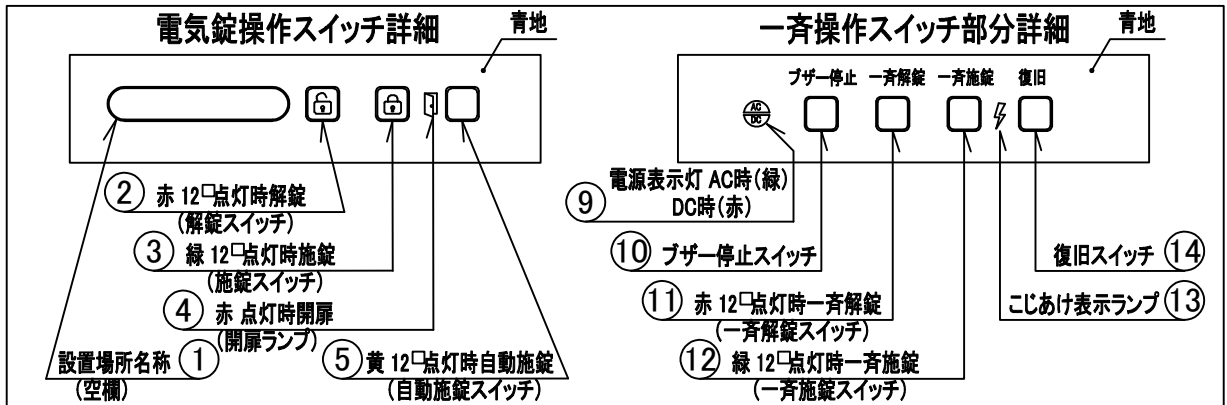 電気錠操作スイッチ詳細
青地
② 赤 12□点灯時解錠
(解錠スイッチ)
③ 緑 12□点灯時施錠
(施錠スイッチ)
④ 赤 点灯時開扉
(開扉ランプ)
設置場所名称 ①
(空欄)
⑤ 黄 12□点灯時自動施錠
(自動施錠スイッチ)
一斉操作スイッチ部分詳細
青地
ブザー停止 一斉解錠 一斉施錠 復旧
AC
DC
⑨ 電源表示灯 AC時(緑)
DC時(赤)
⑩ ブザー停止スイッチ
復旧スイッチ ⑭
⑪ 赤 12□点灯時一斉解錠
(一斉解錠スイッチ)
こじあけ表示ランプ ⑬
⑫ 緑 12□点灯時一斉施錠
(一斉施錠スイッチ)